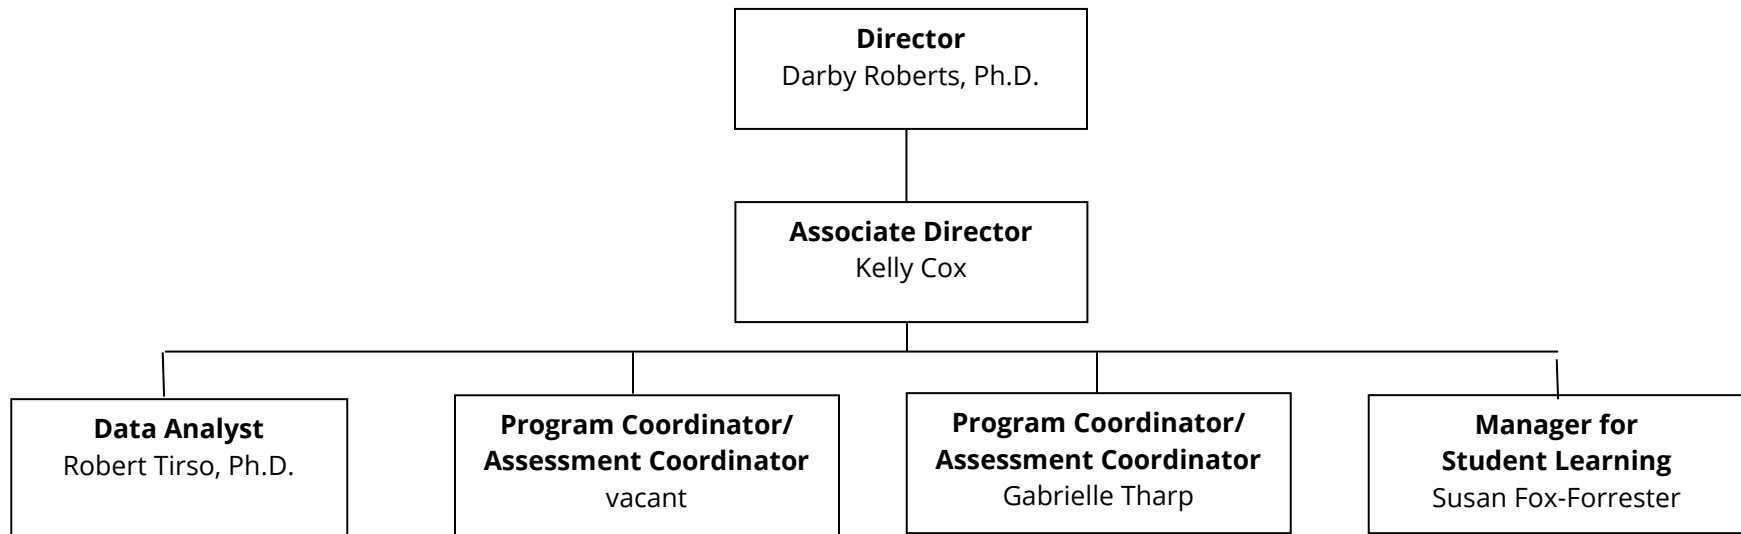 Director
Darby Roberts, Ph.D.
Associate Director
Kelly Cox
Data Analyst
Robert Tirso, Ph.D.
Program Coordinator/
Assessment Coordinator
vacant
Program Coordinator/
Assessment Coordinator
Gabrielle Tharp
Manager for
Student Learning
Susan Fox-Forrester